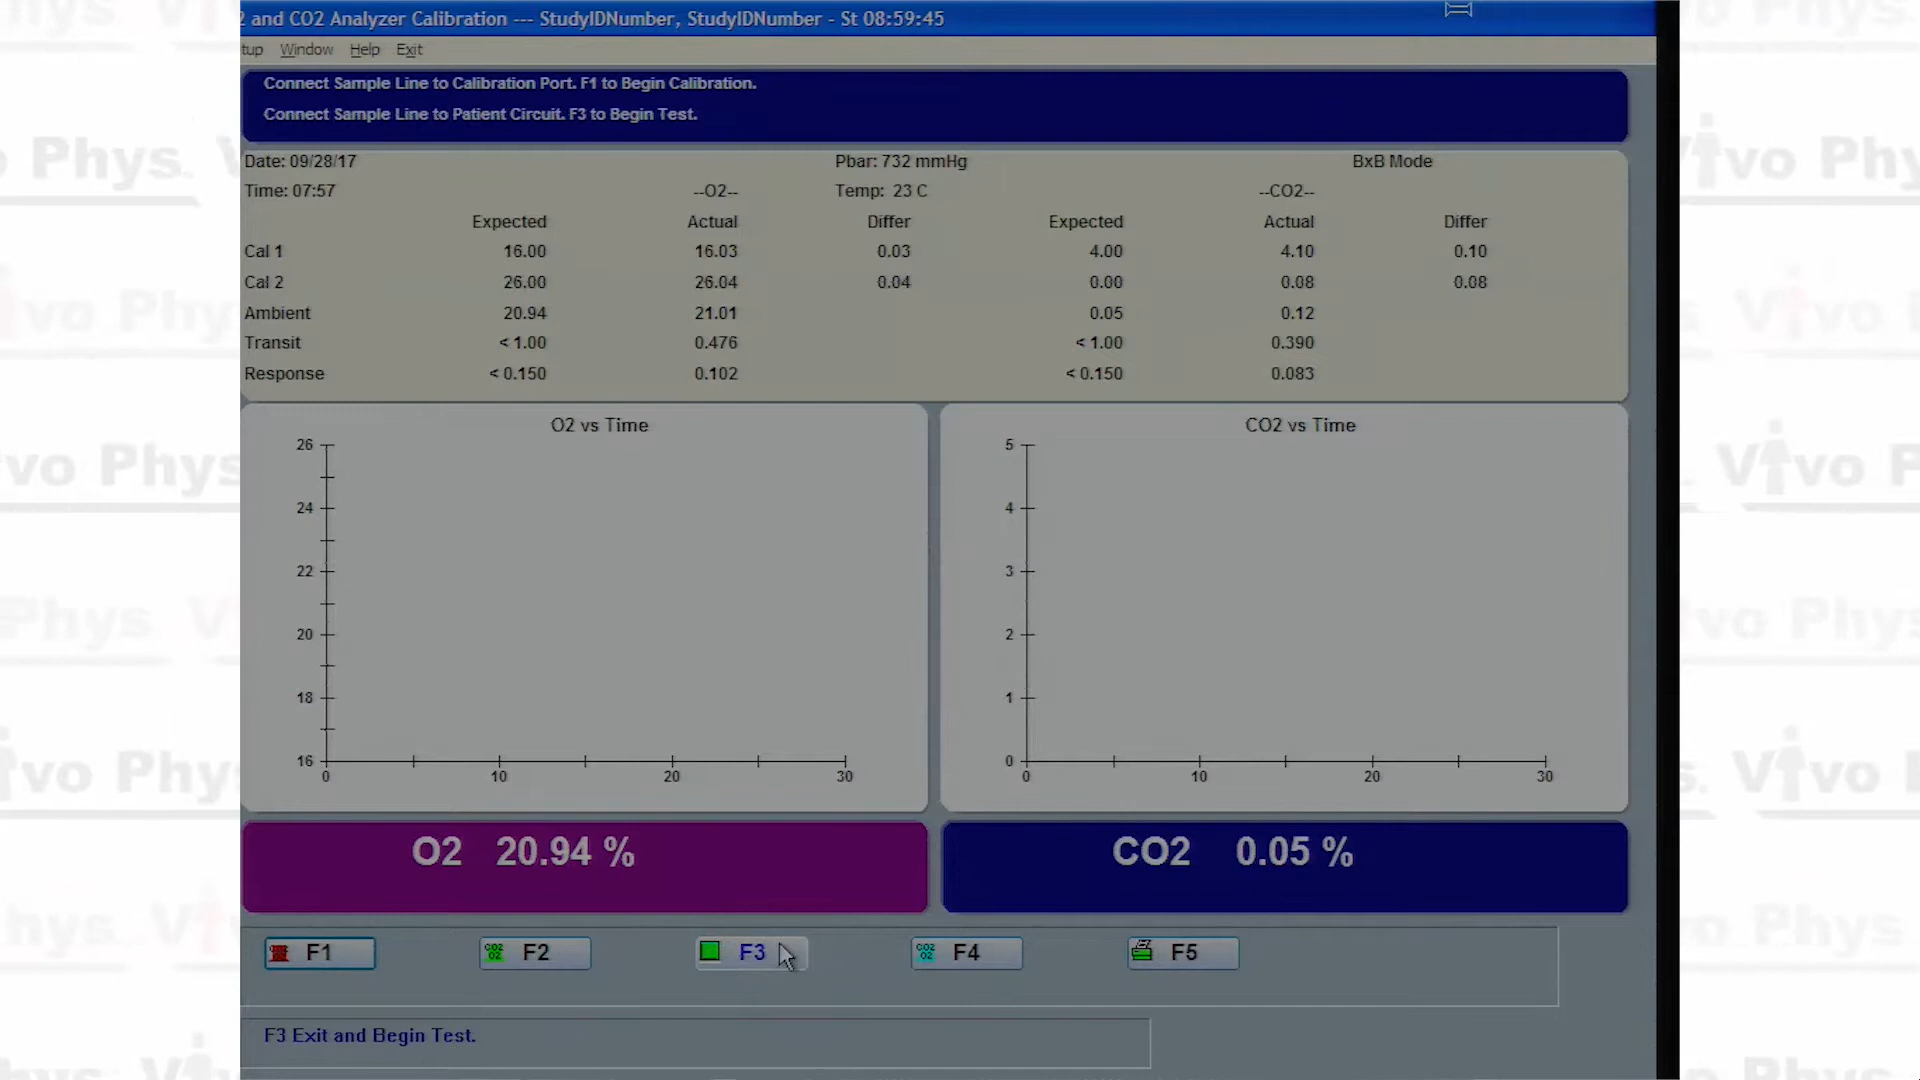 2 and CO2 Analyzer Calibration --- StudyIDNumber, StudyIDNumber - St 08:59:45
tup Window Help Exit
Connect Sample Line to Calibration Port. F1 to Begin Calibration.
Connect Sample Line to Patient Circuit. F3 to Begin Test.
Date: 09/28/17 Pbar: 732 mmHg BxB Mode
Time: 07:57 --O2-- Temp: 23 C --CO2--
Expected Actual Differ Expected Actual Differ
Cal 1 16.00 16.03 0.03 4.00 4.10 0.10
Cal 2 26.00 26.04 0.04 0.00 0.08 0.08
Ambient 20.94 21.01 0.05 0.12
Transit < 1.00 0.476 < 1.00 0.390
Response < 0.150 0.102 < 0.150 0.083
O2 vs Time
26
24
22
20
18
16
0 10 20 30
CO2 vs Time
5
4
3
2
1
0
0 10 20 30
O2 20.94 %
CO2 0.05 %
F1 F2 F3 F4 F5
F3 Exit and Begin Test.